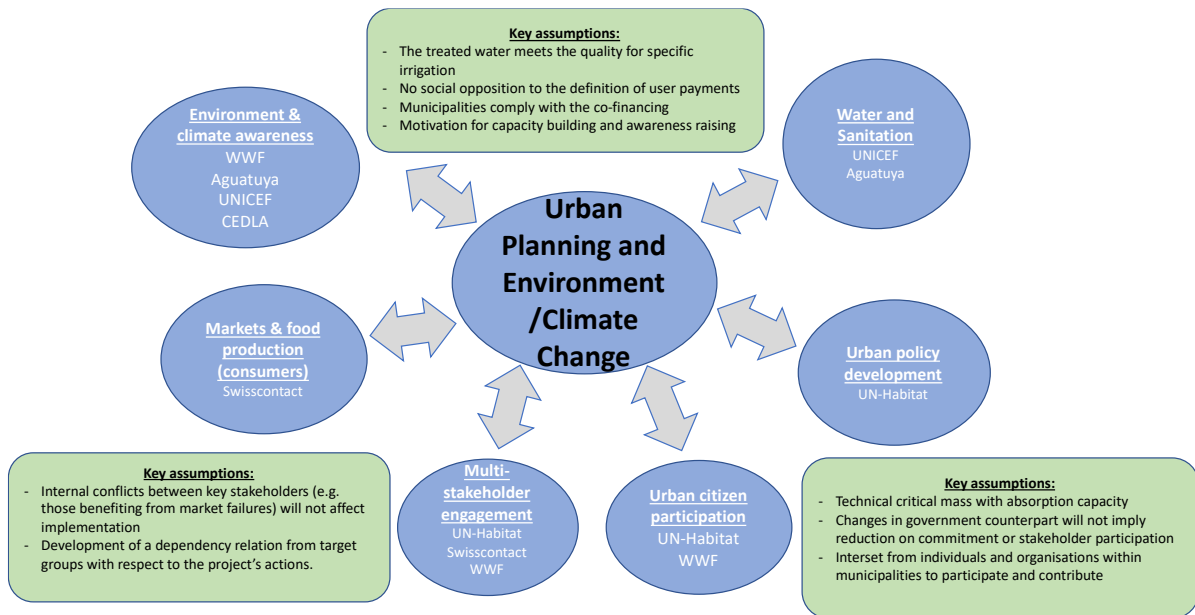 Key assumptions:
- The treated water meets the quality for specific
irrigation
- No social opposition to the definition of user payments
- Municipalities comply with the co-financing
- Motivation for capacity building and awareness raising
Environment &
climate awareness
WWF
Aguatuya
UNICEF
CEDLA
Water and
Sanitation
UNICEF
Aguatuya
Urban
Planning and
Environment
/Climate
Change
Markets & food
production
(consumers)
Swisscontact
Urban policy
development
UN-Habitat
Key assumptions:
- Internal conflicts between key stakeholders (e.g.
those benefiting from market failures) will not affect
implementation
- Development of a dependency relation from target
groups with respect to the project's actions.
Multi-
stakeholder
engagement
UN-Habitat
Swisscontact
WWF
Urban citizen
participation
UN-Habitat
WWF
Key assumptions:
- Technical critical mass with absorption capacity
- Changes in government counterpart will not imply
reduction on commitment or stakeholder participation
- Interset from individuals and organisations within
municipalities to participate and contribute